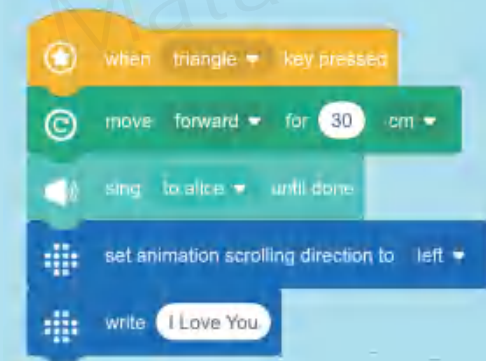 when triangle key pressed
move forward for 30 cm
sing to alice until done
set animation scrolling direction to left
write I Love You